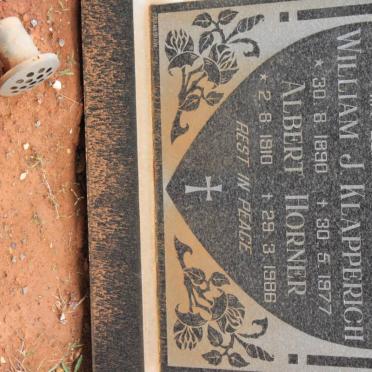 WILLIAM J KLAPPERICH
* 30·8·1890 † 30·5·1977
ALBERT HORNER
* 2·8·1910 † 29·3·1986
REST IN PEACE